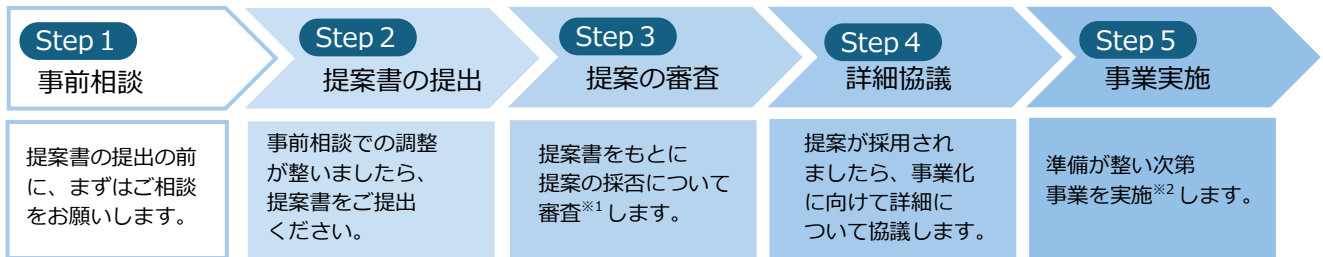 Step 1
事前相談
提案書の提出の前
に、まずはご相談
をお願いします。
Step 2
提案書の提出
事前相談での調整
が整いましたら、
提案書をご提出
ください。
Step 3
提案の審査
提案書をもとに
提案の採否について
審査※1します。
Step 4
詳細協議
提案が採用され
ましたら、事業化
に向けて詳細に
ついて協議します。
Step 5
事業実施
準備が整い次第
事業を実施※2します。